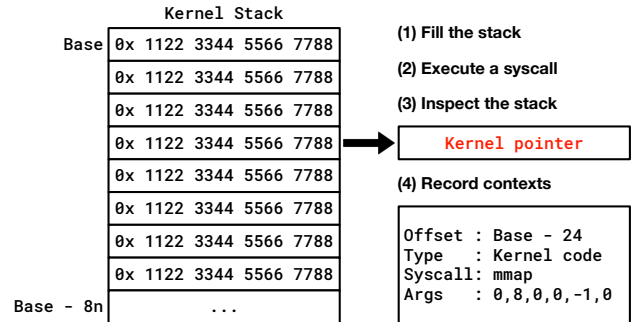 Kernel Stack
Base
0x 1122 3344 5566 7788
0x 1122 3344 5566 7788
0x 1122 3344 5566 7788
0x 1122 3344 5566 7788
0x 1122 3344 5566 7788
0x 1122 3344 5566 7788
0x 1122 3344 5566 7788
0x 1122 3344 5566 7788
Base - 8n
...
(1) Fill the stack
(2) Execute a syscall
(3) Inspect the stack
Kernel pointer
(4) Record contexts
Offset : Base - 24
Type : Kernel code
Syscall: mmap
Args : 0,8,0,0,-1,0